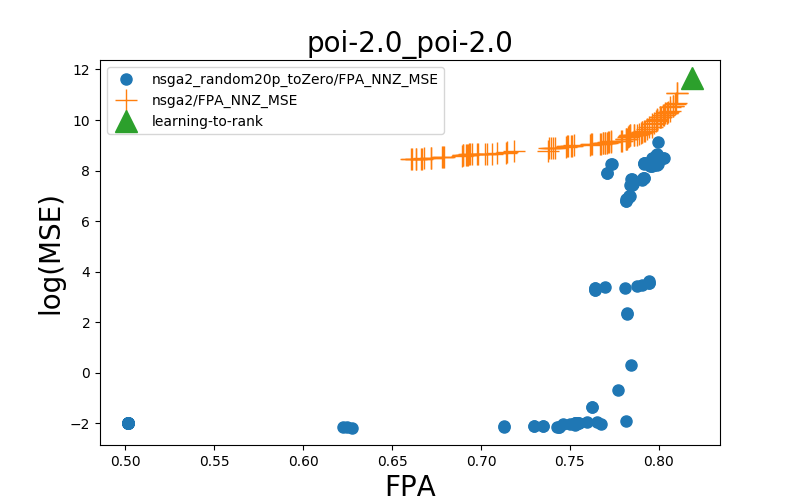 poi-2.0_poi-2.0
nsga2_random20p_toZero/FPA_NNZ_MSE
nsga2/FPA_NNZ_MSE
learning-to-rank
log(MSE)
12
10
8
6
4
2
0
−2
0.50 0.55 0.60 0.65 0.70 0.75 0.80
FPA